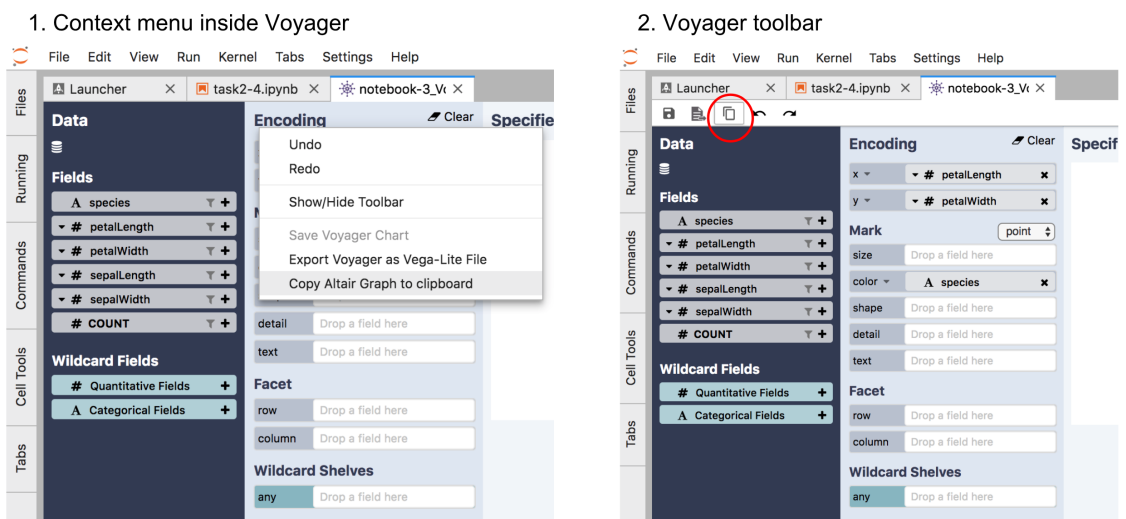 1. Context menu inside Voyager
File Edit View Run Kernel Tabs Settings Help
Launcher
task2-4.ipynb
notebook-3_Vo
Files
Running
Commands
Cell Tools
Tabs
Data
Fields
A species
# petalLength
# petalWidth
# sepalLength
# sepalWidth
# COUNT
Wildcard Fields
# Quantitative Fields
A Categorical Fields
Encoding
Clear
Specifie
Undo
Redo
Show/Hide Toolbar
Save Voyager Chart
Export Voyager as Vega-Lite File
Copy Altair Graph to clipboard
detail Drop a field here
text Drop a field here
Facet
row Drop a field here
column Drop a field here
Wildcard Shelves
any Drop a field here
2. Voyager toolbar
File Edit View Run Kernel Tabs Settings Help
Launcher
task2-4.ipynb
notebook-3_Vo
Files
Running
Commands
Cell Tools
Tabs
Data
Fields
A species
# petalLength
# petalWidth
# sepalLength
# sepalWidth
# COUNT
Wildcard Fields
# Quantitative Fields
A Categorical Fields
Encoding
Clear
Specif
x # petalLength
y # petalWidth
Mark
point
size Drop a field here
color A species
shape Drop a field here
detail Drop a field here
text Drop a field here
Facet
row Drop a field here
column Drop a field here
Wildcard Shelves
any Drop a field here